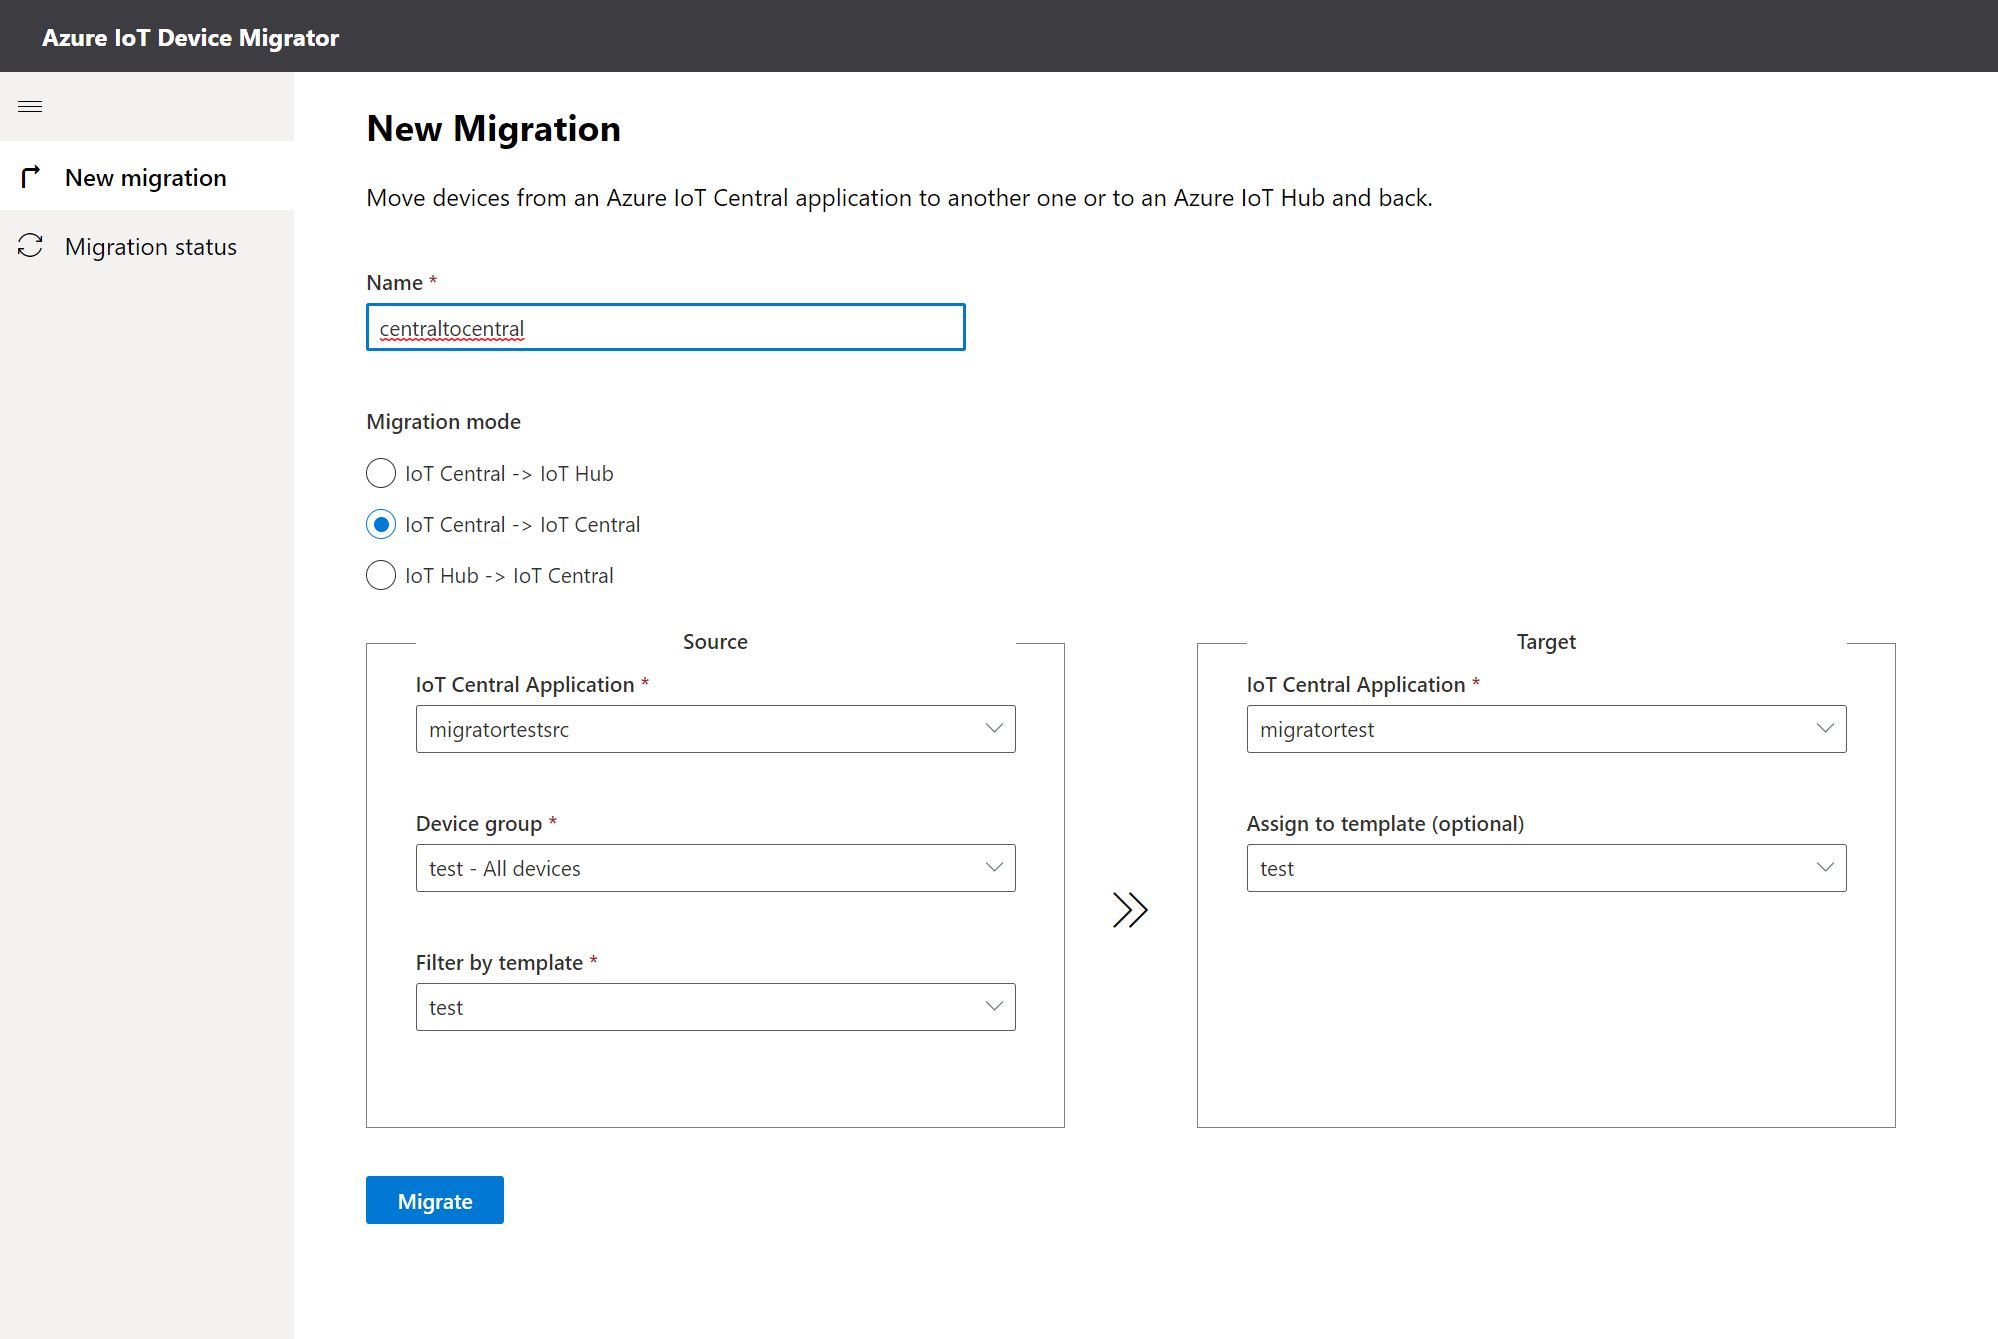 Azure IoT Device Migrator
New migration
Migration status
New Migration
Move devices from an Azure IoT Central application to another one or to an Azure IoT Hub and back.
Name *
centraltocentral
Migration mode
IoT Central -> IoT Hub
IoT Central -> IoT Central
IoT Hub -> IoT Central
Source
IoT Central Application *
migratortestsrc
Device group *
test - All devices
Filter by template *
test
Target
IoT Central Application *
migratortest
Assign to template (optional)
test
Migrate